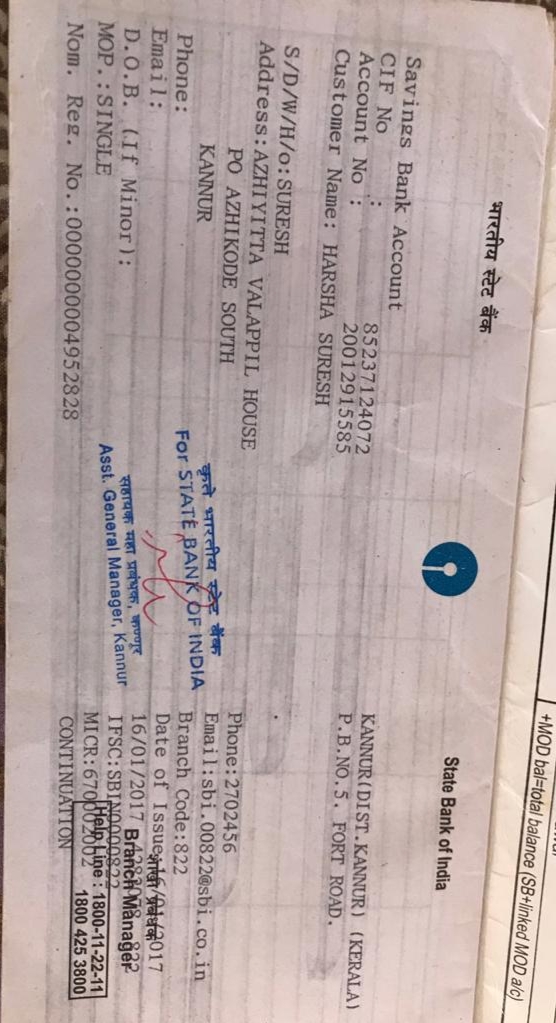 +MOD bal=total balance (SB+linked MOD a/c)
भारतीय स्टेट बैंक
State Bank of India
Savings Bank Account
CIF No : 85237124072
Account No : 20012915585
Customer Name: HARSHA SURESH
S/D/W/H/o:SURESH
Address:AZHIYITTA VALAPPIL HOUSE
PO AZHIKODE SOUTH
KANNUR
Phone:
Email:
D.O.B. (If Minor):
MOP.:SINGLE
Nom. Reg. No.:0000000004952828
KANNUR(DIST.KANNUR) (KERALA)
P.B.NO.5. FORT ROAD.
Phone:2702456
Email:sbi.00822@sbi.co.in
Branch Code:822
Date of Issue:16/01/2017
16/01/2017 822
IFSC:SBIN0000822
MICR:670002002
CONTINUATION
कृते भारतीय स्टेट बैंक
For STATE BANK OF INDIA
सहायक महा प्रबंधक, कण्णूर
Asst. General Manager, Kannur
शाखा प्रबंधक
Branch Manager
Help Line : 1800-11-22-11
1800 425 3800